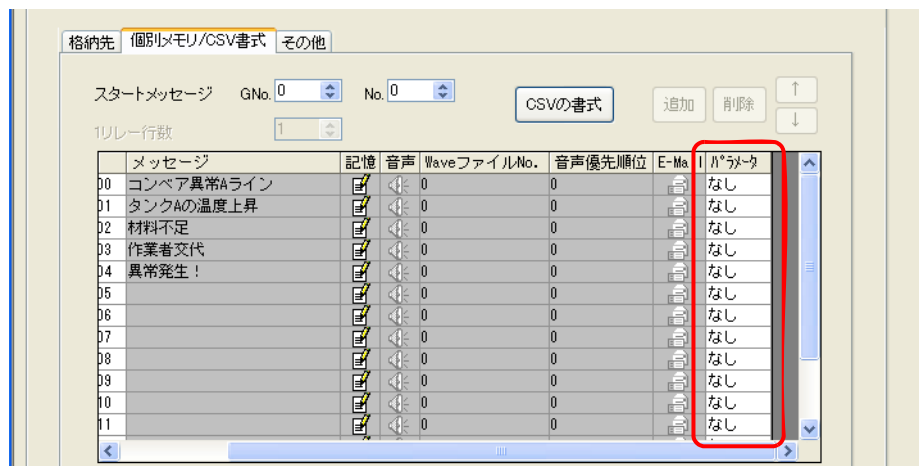 格納先 個別メモリ/CSV書式 その他
スタートメッセージ GNo. 0 No. 0 CSVの書式 追加 削除 ↑
1リレー行数 1 ↓
メッセージ 記憶 音声 WaveファイルNo. 音声優先順位 E-Ma l パラメータ
00 コンベア異常Aライン 0 0 なし
01 タンクAの温度上昇 0 0 なし
02 材料不足 0 0 なし
03 作業者交代 0 0 なし
04 異常発生! 0 0 なし
05 0 0 なし
06 0 0 なし
07 0 0 なし
08 0 0 なし
09 0 0 なし
10 0 0 なし
11 0 0 なし